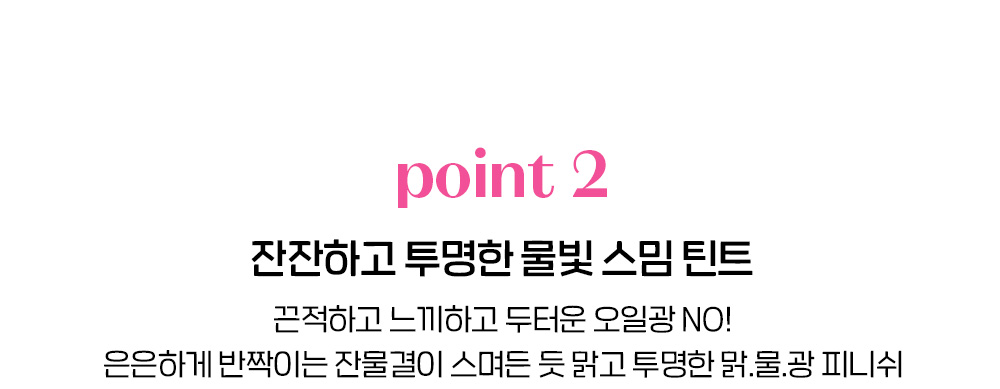 point 2
잔잔하고 투명한 물빛 스밈 틴트
끈적하고 느끼하고 두터운 오일광 NO!
은은하게 반짝이는 잔물결이 스며든 듯 맑고 투명한 맑.물.광 피니쉬